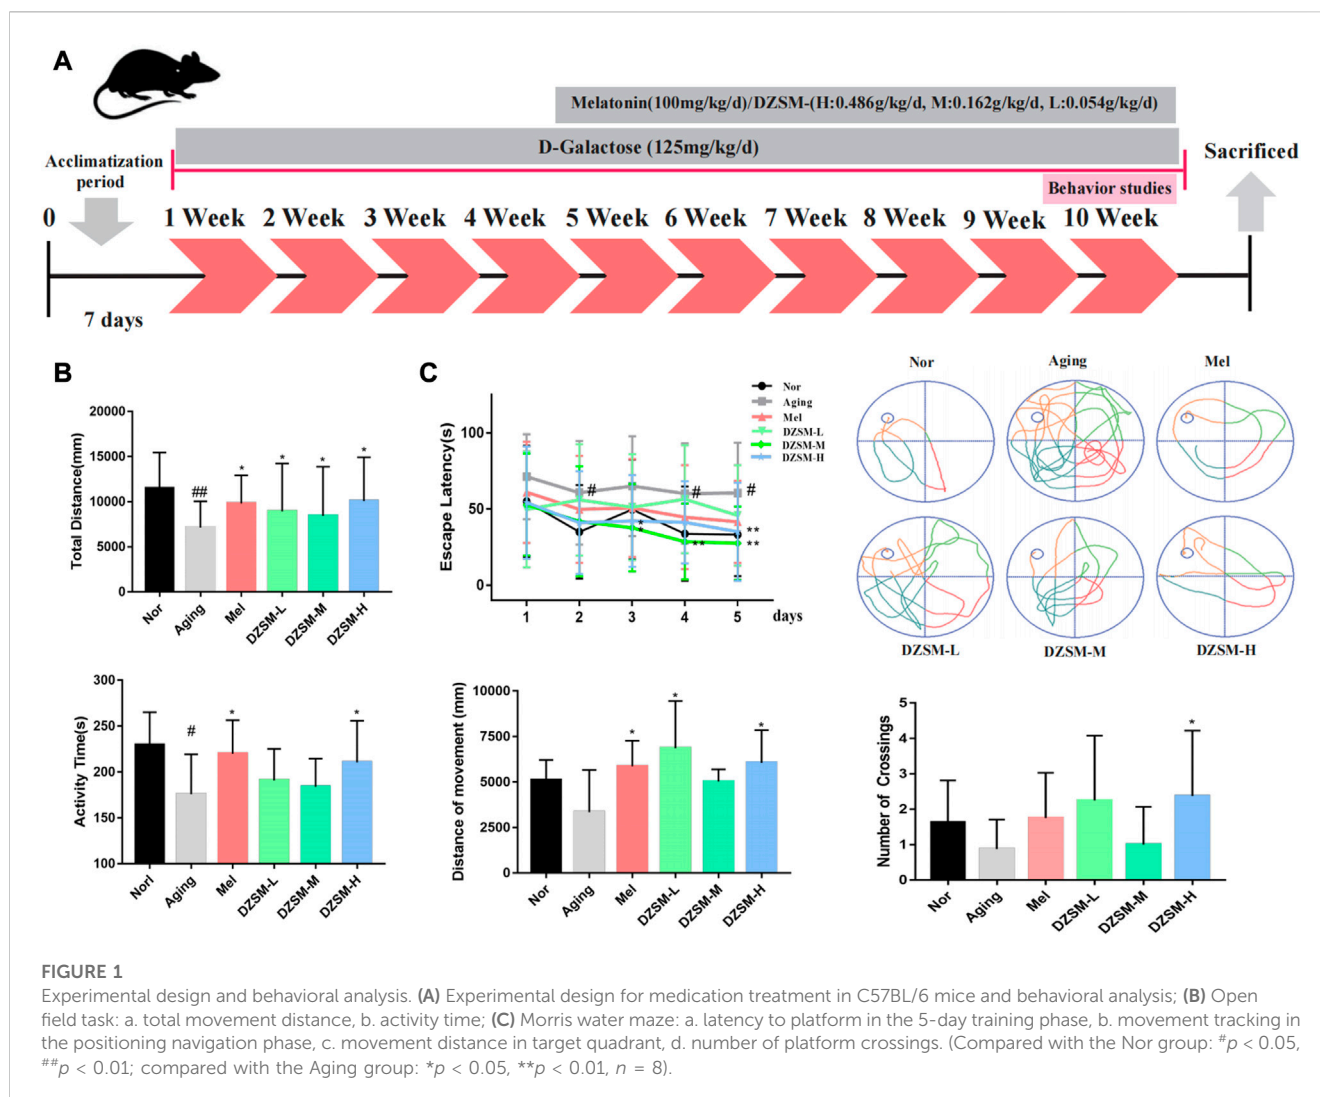 A
Melatonin(100mg/kg/d)/DZSM-(H:0.486g/kg/d, M:0.162g/kg/d, L:0.054g/kg/d)
D-Galactose (125mg/kg/d)
Acclimatization
period
Sacrificed
Behavior studies
0
1 Week
2 Week
3 Week
4 Week
5 Week
6 Week
7 Week
8 Week
9 Week
10 Week
7 days
B
Total Distance(mm)
20000
15000
10000
5000
0
##
*
*
*
*
Nor
Aging
Mel
DZSM-L
DZSM-M
DZSM-H
Activity Time(s)
300
250
200
150
100
#
*
*
Norl
Aging
Mel
DZSM-L
DZSM-M
DZSM-H
C
Escape Latency(s)
100
50
0
1
2
3
4
5
days
Nor
Aging
Mel
DZSM-L
DZSM-M
DZSM-H
#
*
*
#
**
#
**
**
Nor
Aging
Mel
DZSM-L
DZSM-M
DZSM-H
Distance of movement (mm)
10000
7500
5000
2500
0
*
*
*
Nor
Aging
Mel
DZSM-L
DZSM-M
DZSM-H
Number of Crossings
5
4
3
2
1
0
*
Nor
Aging
Mel
DZSM-L
DZSM-M
DZSM-H
FIGURE 1
Experimental design and behavioral analysis. (A) Experimental design for medication treatment in C57BL/6 mice and behavioral analysis; (B) Open
field task: a. total movement distance, b. activity time; (C) Morris water maze: a. latency to platform in the 5-day training phase, b. movement tracking in
the positioning navigation phase, c. movement distance in target quadrant, d. number of platform crossings. (Compared with the Nor group: #p < 0.05,
##p < 0.01; compared with the Aging group: *p < 0.05, **p < 0.01, n = 8).